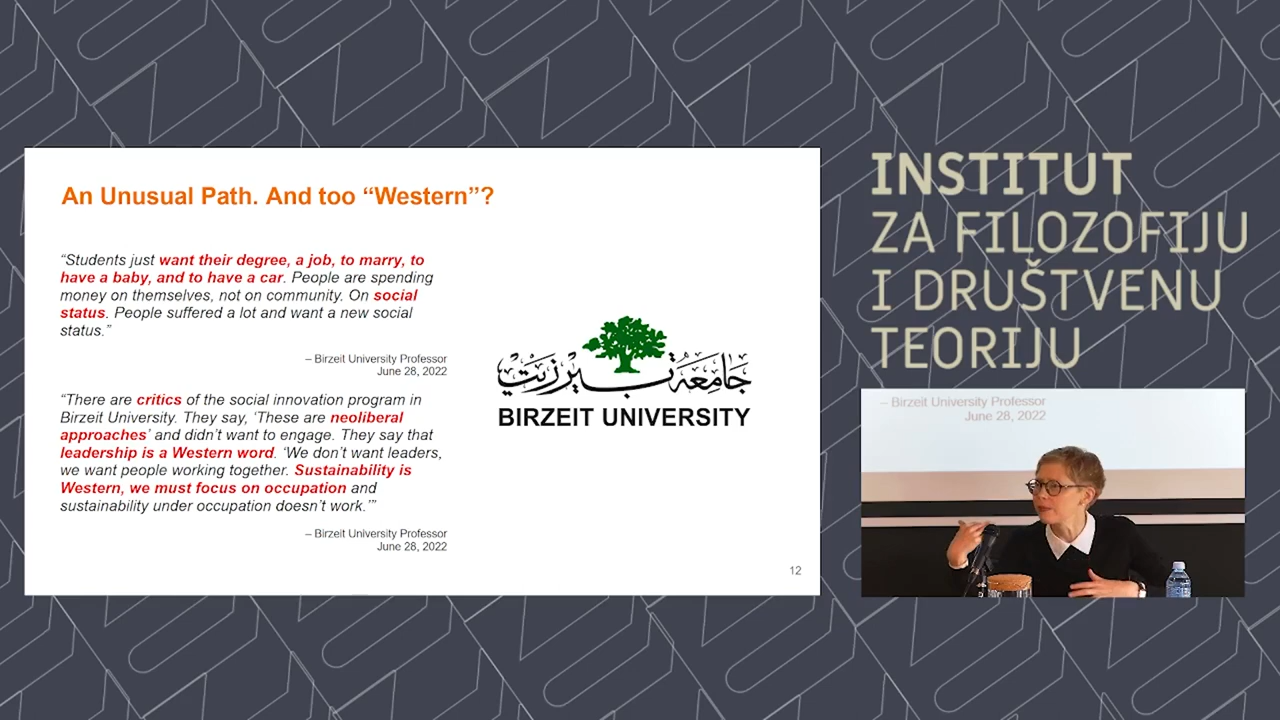 An Unusual Path. And too “Western”?
“Students just want their degree, a job, to marry, to
have a baby, and to have a car. People are spending
money on themselves, not on community. On social
status. People suffered a lot and want a new social
status.”
– Birzeit University Professor
June 28, 2022
“There are critics of the social innovation program in
Birzeit University. They say, ‘These are neoliberal
approaches’ and didn’t want to engage. They say that
leadership is a Western word. ‘We don’t want leaders,
we want people working together. Sustainability is
Western, we must focus on occupation and
sustainability under occupation doesn’t work.’”
– Birzeit University Professor
June 28, 2022
جامعة بيرزيت
BIRZEIT UNIVERSITY
12
INSTITUT
ZA FILOZOFIJU
I DRUŠTVENU
TEORIJU
– Birzeit University Professor
June 28, 2022